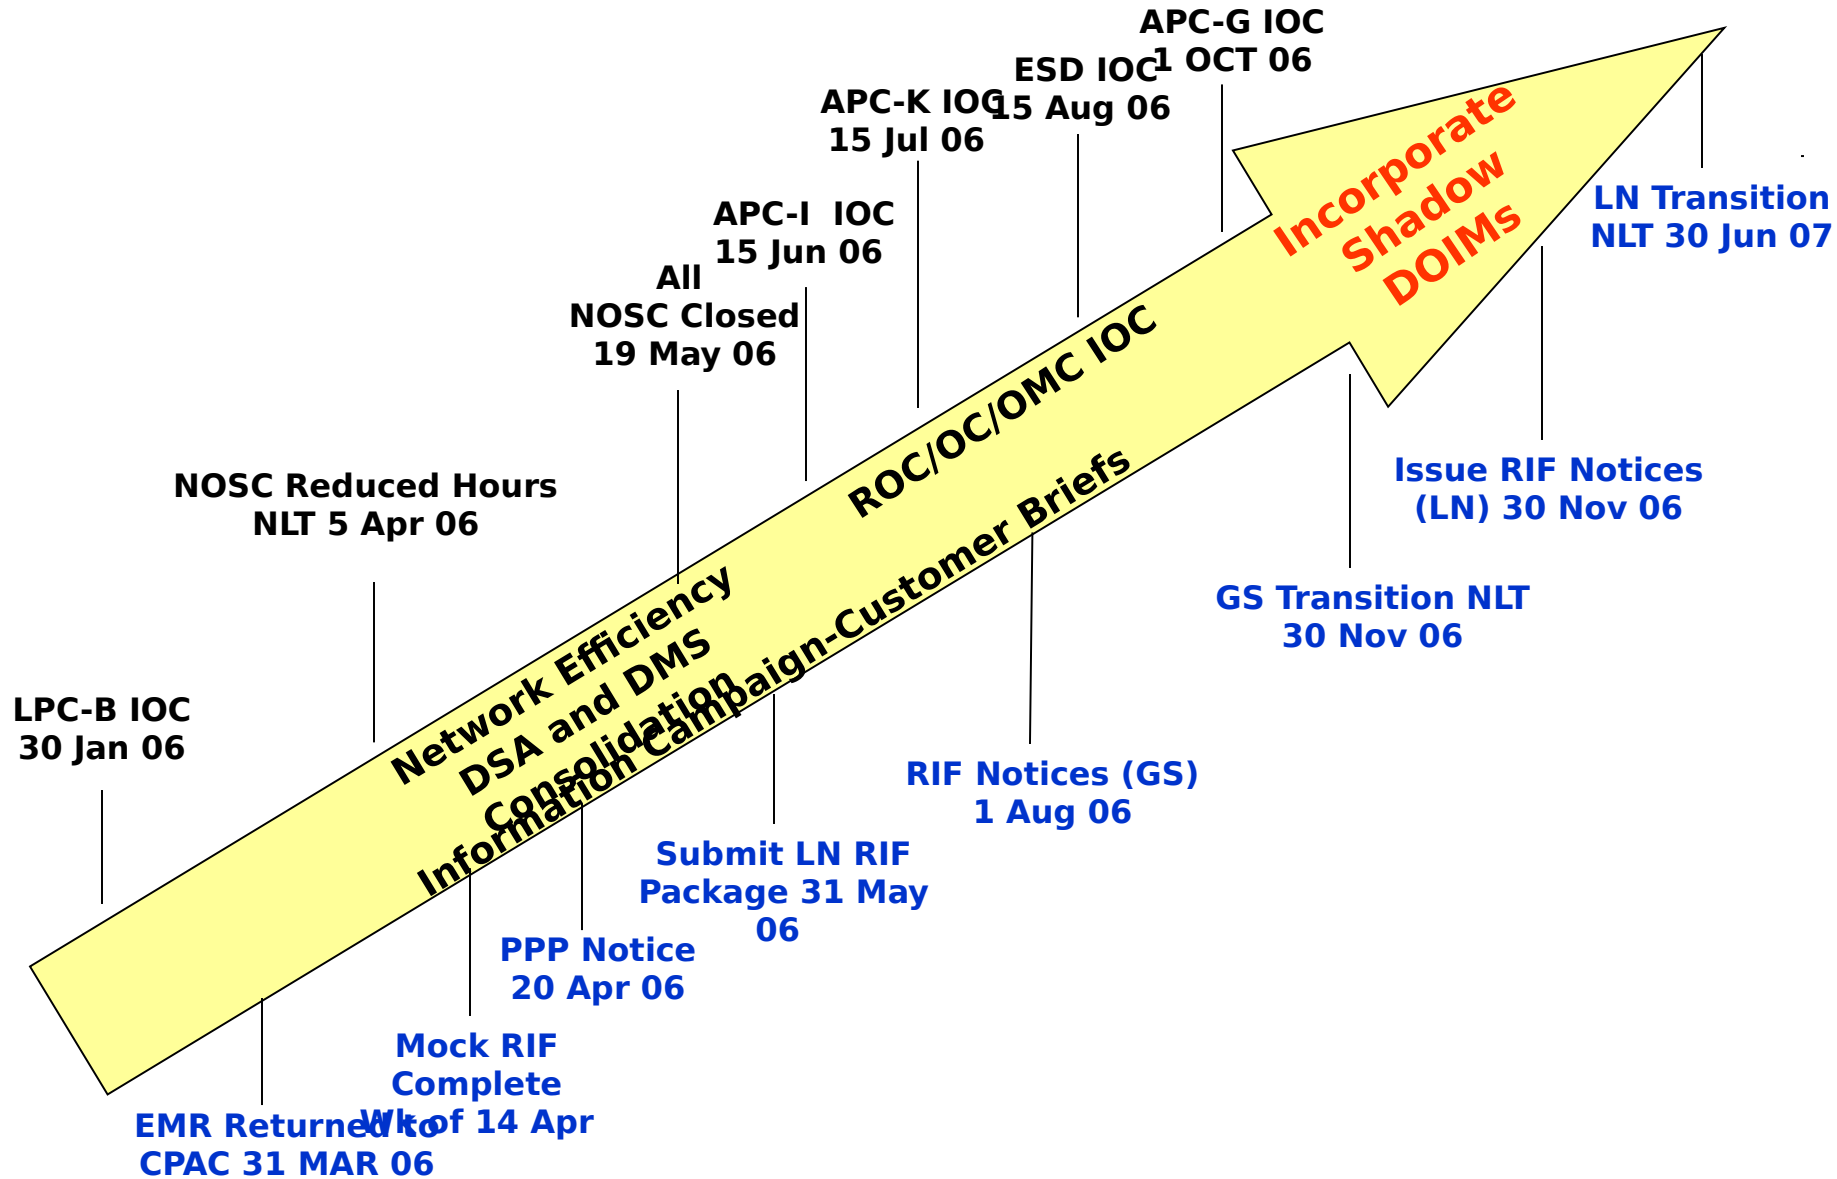 APC-G IOC
1 OCT 06
ESD IOC
15 Aug 06
APC-K IOC
15 Jul 06
APC-I  IOC
15 Jun 06
All
NOSC Closed
19 May 06
NOSC Reduced Hours
NLT 5 Apr 06
LPC-B IOC
30 Jan 06
Incorporate
Shadow
DOIMs
ROC/OC/OMC IOC
Network Efficiency
DSA and DMS
Consolidation
Information Campaign-Customer Briefs
LN Transition
NLT 30 Jun 07
Issue RIF Notices
(LN) 30 Nov 06
GS Transition NLT
30 Nov 06
RIF Notices (GS)
1 Aug 06
Submit LN RIF
Package 31 May
06
PPP Notice
20 Apr 06
Mock RIF
Complete
Wk of 14 Apr
EMR Returned to
CPAC 31 MAR 06